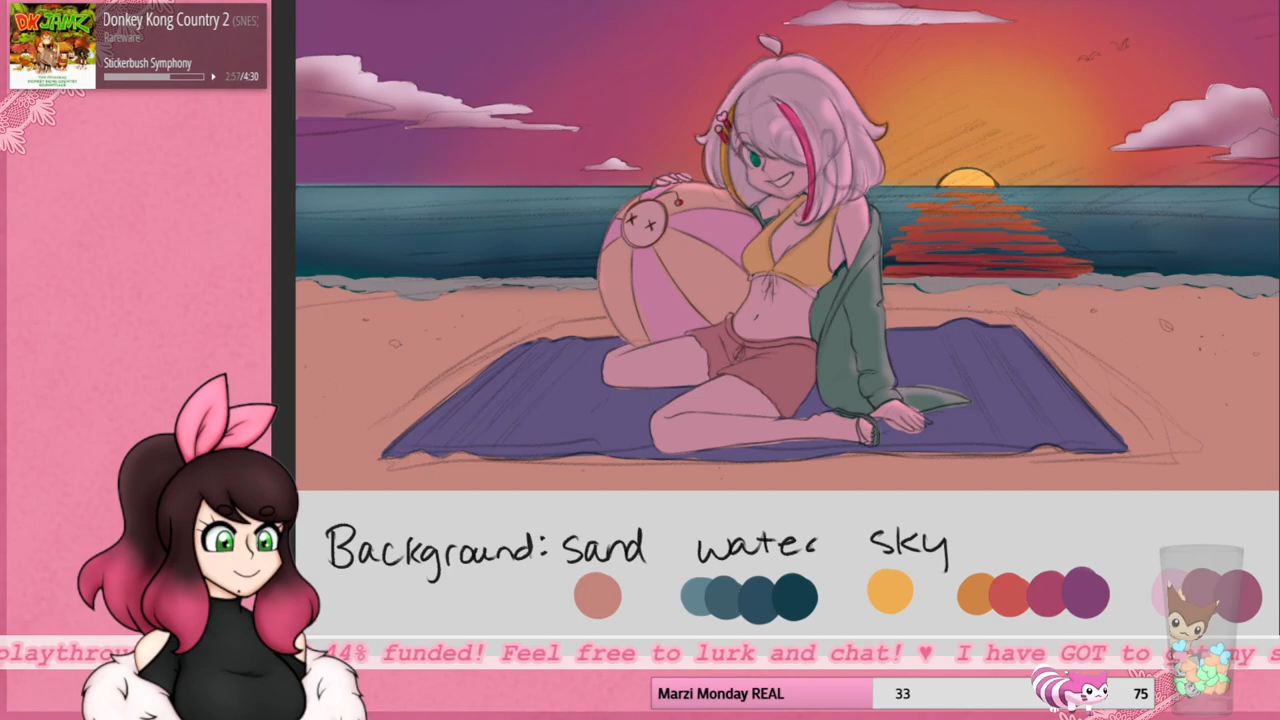 DK JAMZ
Donkey Kong Country 2 (SNES
Rareware
Stickerbush Symphony
2:57/4:30
Background: sand water sky
44% funded! Feel free to lurk and chat! ♥ I have GOT to
Marzi Monday REAL 33 75